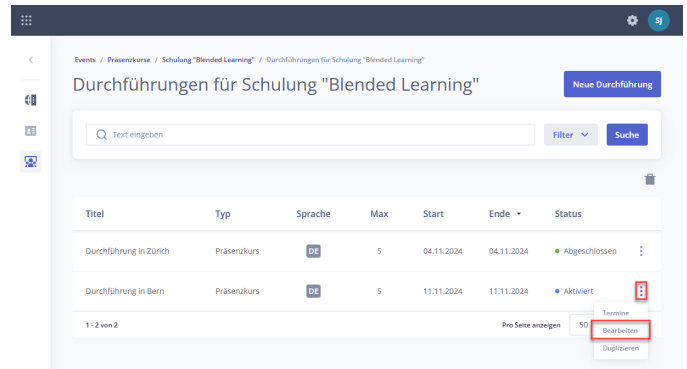 SJ
Events / Präsenzkurse / Schulung "Blended Learning" / Durchführungen für Schulung "Blended Learning"
Durchführungen für Schulung "Blended Learning"
Neue Durchführung
Text eingeben
Filter
Suche
Titel Typ Sprache Max Start Ende Status
Durchführung in Zürich Präsenzkurs DE 5 04.11.2024 04.11.2024 Abgeschlossen
Durchführung in Bern Präsenzkurs DE 5 11.11.2024 11.11.2024 Aktiviert
1 - 2 von 2 Pro Seite anzeigen 50
Termine
Bearbeiten
Duplizieren